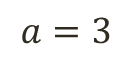 a = 3